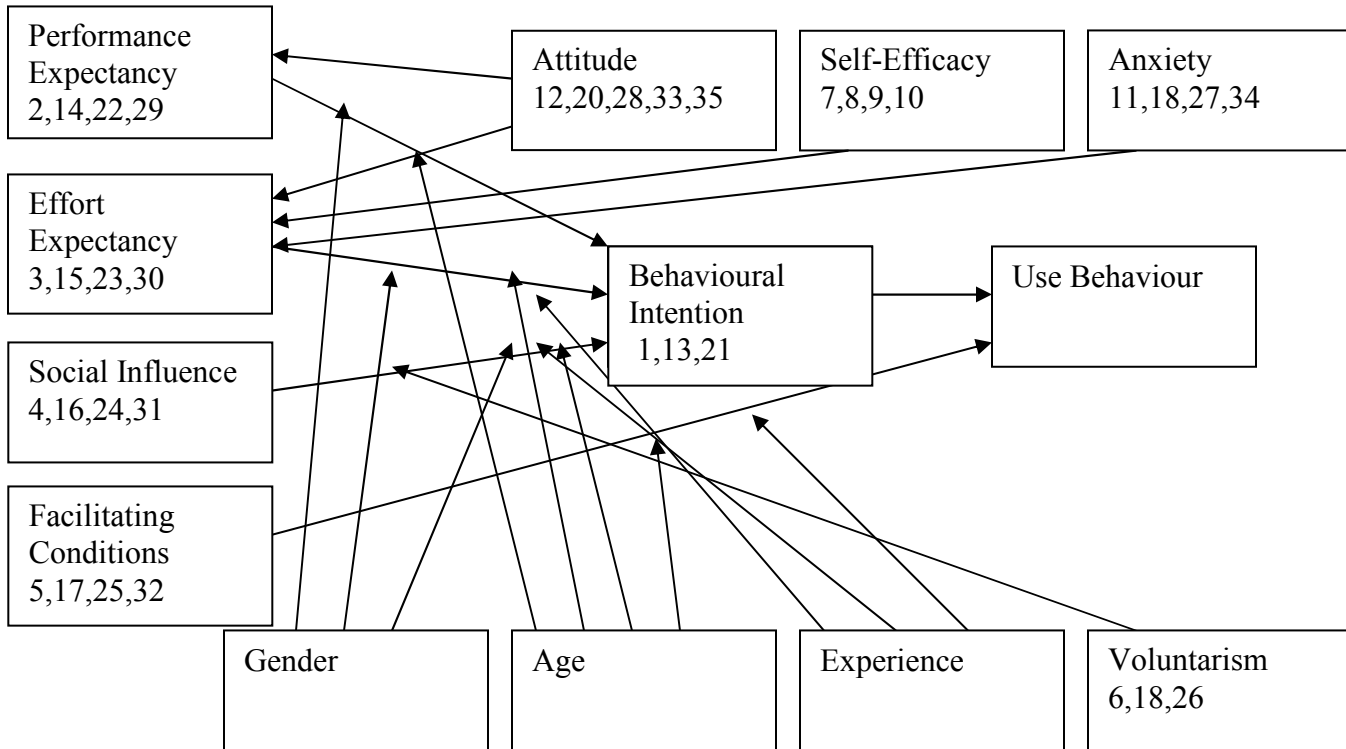 Performance
Expectancy
2,14,22,29
Attitude
12,20,28,33,35
Self-Efficacy
7,8,9,10
Anxiety
11,18,27,34
Effort
Expectancy
3,15,23,30
Behavioural
Intention
1,13,21
Use Behaviour
Social Influence
4,16,24,31
Facilitating
Conditions
5,17,25,32
Gender
Age
Experience
Voluntarism
6,18,26